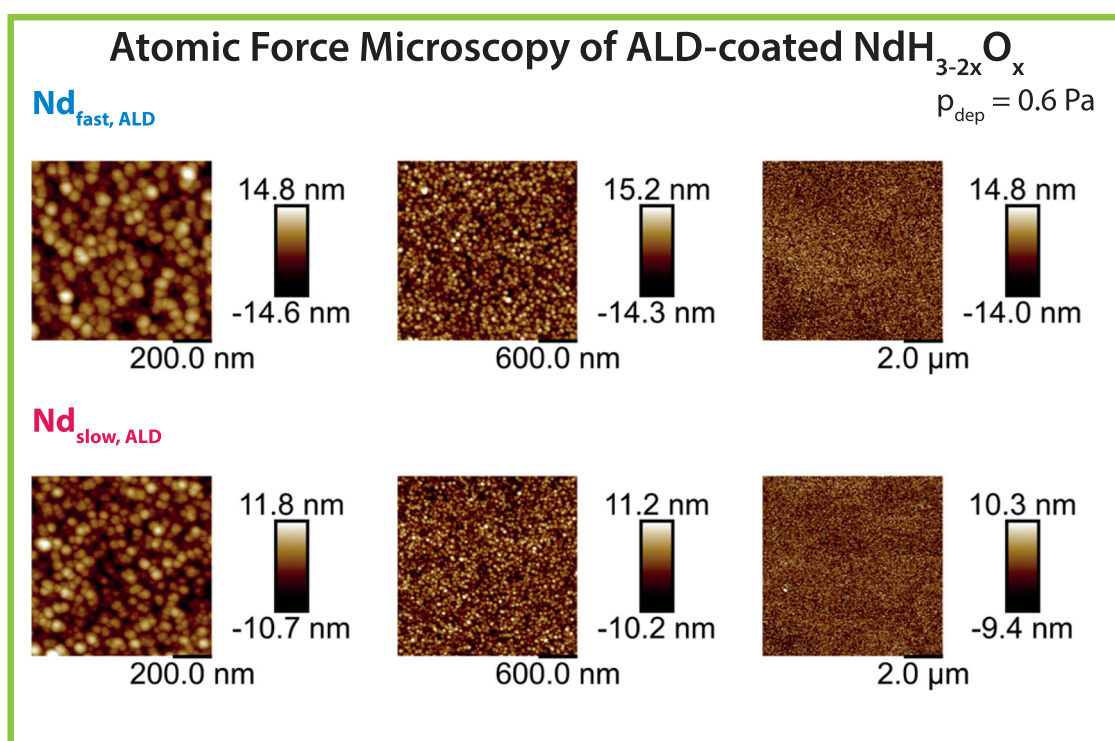 Atomic Force Microscopy of ALD-coated NdH3-2xOx
Ndfast, ALD
pdep = 0.6 Pa
14.8 nm
-14.6 nm
200.0 nm
15.2 nm
-14.3 nm
600.0 nm
14.8 nm
-14.0 nm
2.0 µm
Ndslow, ALD
11.8 nm
-10.7 nm
200.0 nm
11.2 nm
-10.2 nm
600.0 nm
10.3 nm
-9.4 nm
2.0 µm